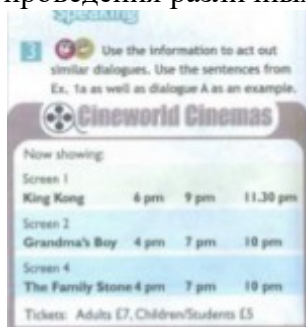 проведения различны
Speaking
3 Use the information to act out
similar dialogues. Use the sentences from
Ex. 1a as well as dialogue A as an example.
Cineworld Cinemas
Now showing:
Screen 1
King Kong 6 pm 9 pm 11.30 pm
Screen 2
Grandma's Boy 4 pm 7 pm 10 pm
Screen 4
The Family Stone 4 pm 7 pm 10 pm
Tickets: Adults £7, Children/Students £5